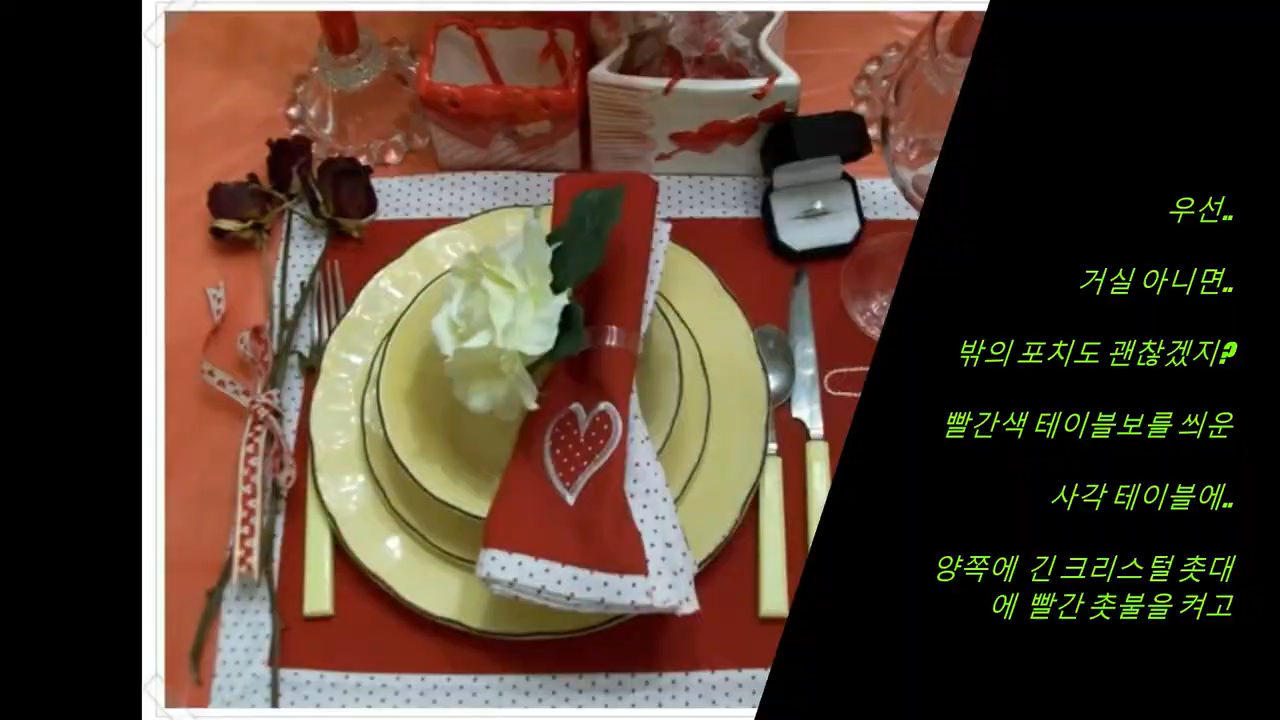 우선..
거실 아니면..
밖의 포치도 괜찮겠지?
빨간색 테이블보를 씌운
사각 테이블에..
양쪽에 긴 크리스털 촛대
에 빨간 촛불을 켜고